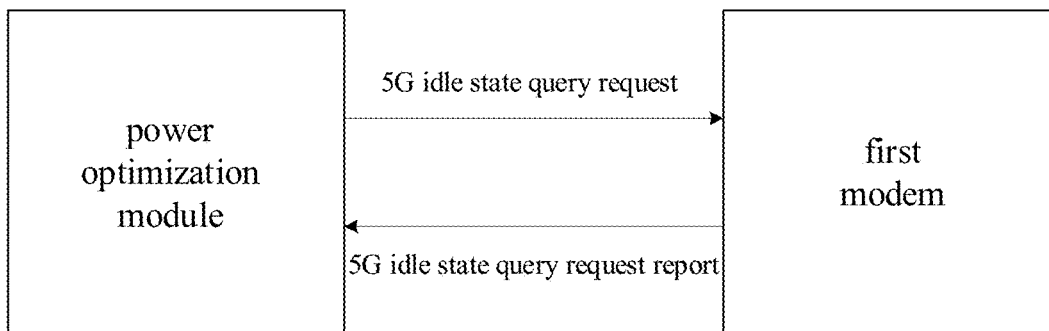 power
optimization
module
5G idle state query request
5G idle state query request report
first
modem